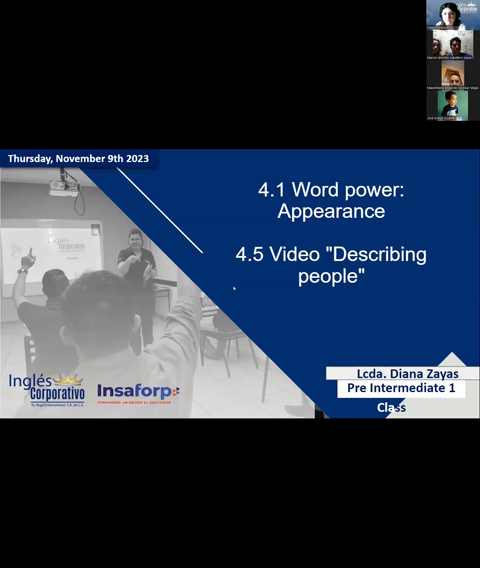 Thursday, November 9th 2023
4.1 Word power:
Appearance
4.5 Video "Describing
people"
Lcda. Diana Zayas
Pre Intermediate 1
Class
Inglés
Corporativo
Insaforp